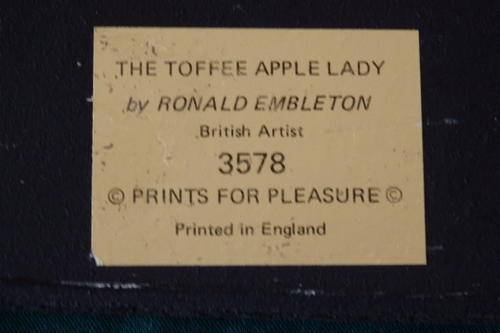 THE TOFFEE APPLE LADY
by RONALD EMBLETON
British Artist
3578
© PRINTS FOR PLEASURE ©
Printed in England